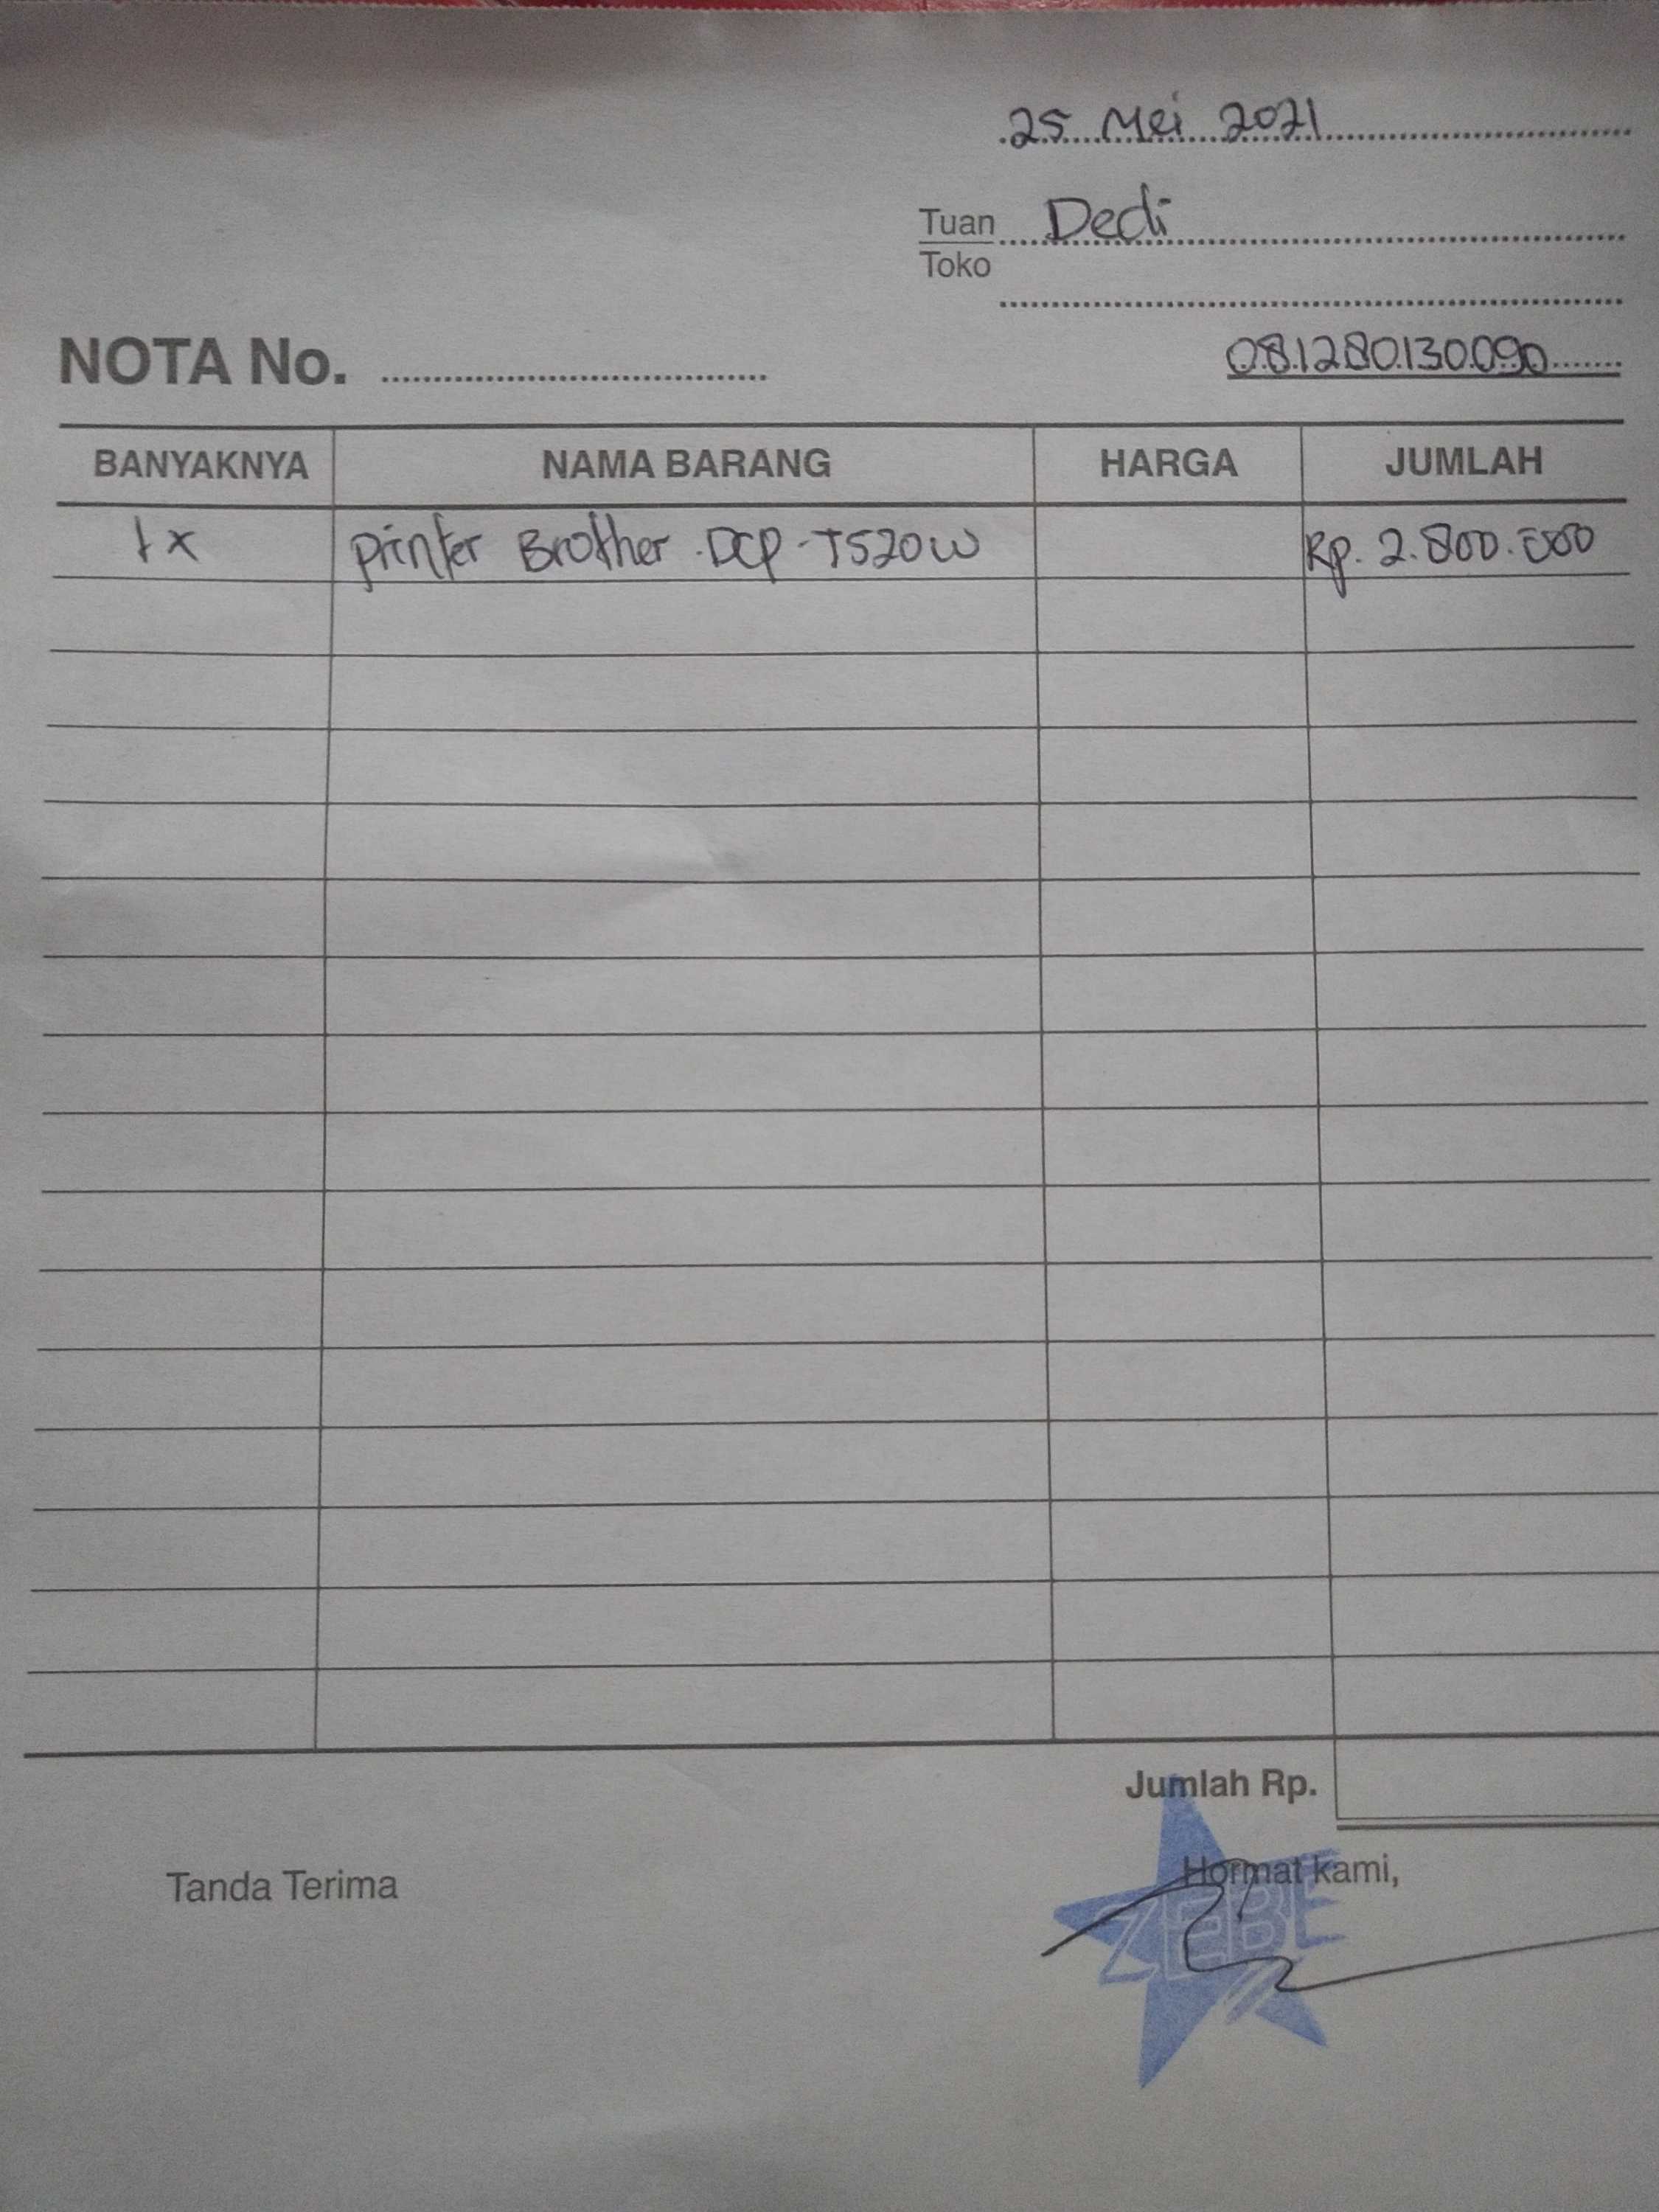 25 Mei 2021
Tuan Dedi
Toko
NOTA No. 081280130090
BANYAKNYA NAMA BARANG HARGA JUMLAH
1x Printer Brother DCP-T520W Rp. 2.800.000
Jumlah Rp.
Tanda Terima Hormat kami,
ZEBE